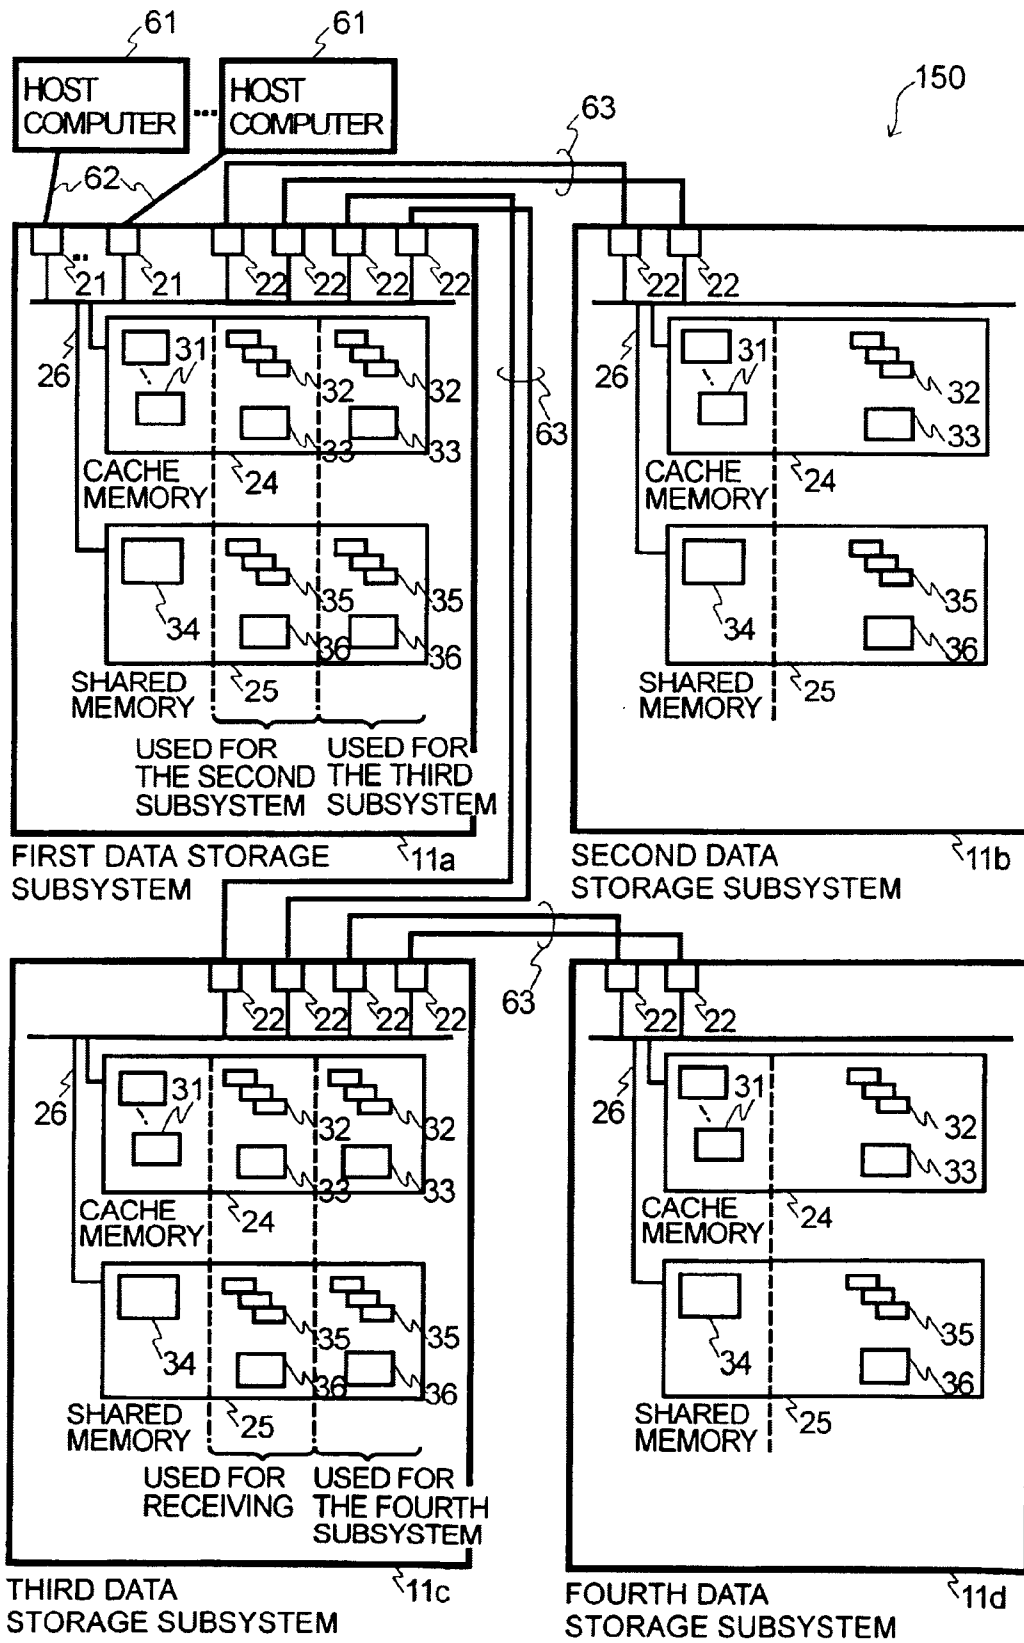 61
61
HOST
COMPUTER
...
HOST
COMPUTER
150
63
62
21
21
22
22
22
22
22
22
26
31
32
32
33
33
24
CACHE
MEMORY
63
26
31
32
33
24
CACHE
MEMORY
34
35
35
36
36
25
SHARED
MEMORY
34
35
36
25
SHARED
MEMORY
USED FOR
THE SECOND
SUBSYSTEM
USED FOR
THE THIRD
SUBSYSTEM
11a
FIRST DATA STORAGE
SUBSYSTEM
11b
SECOND DATA
STORAGE SUBSYSTEM
63
22
22
22
22
22
22
26
31
32
32
33
33
24
CACHE
MEMORY
26
31
32
33
24
CACHE
MEMORY
34
35
35
36
36
25
SHARED
MEMORY
34
35
36
25
SHARED
MEMORY
USED FOR
RECEIVING
USED FOR
THE FOURTH
SUBSYSTEM
11c
THIRD DATA
STORAGE SUBSYSTEM
11d
FOURTH DATA
STORAGE SUBSYSTEM